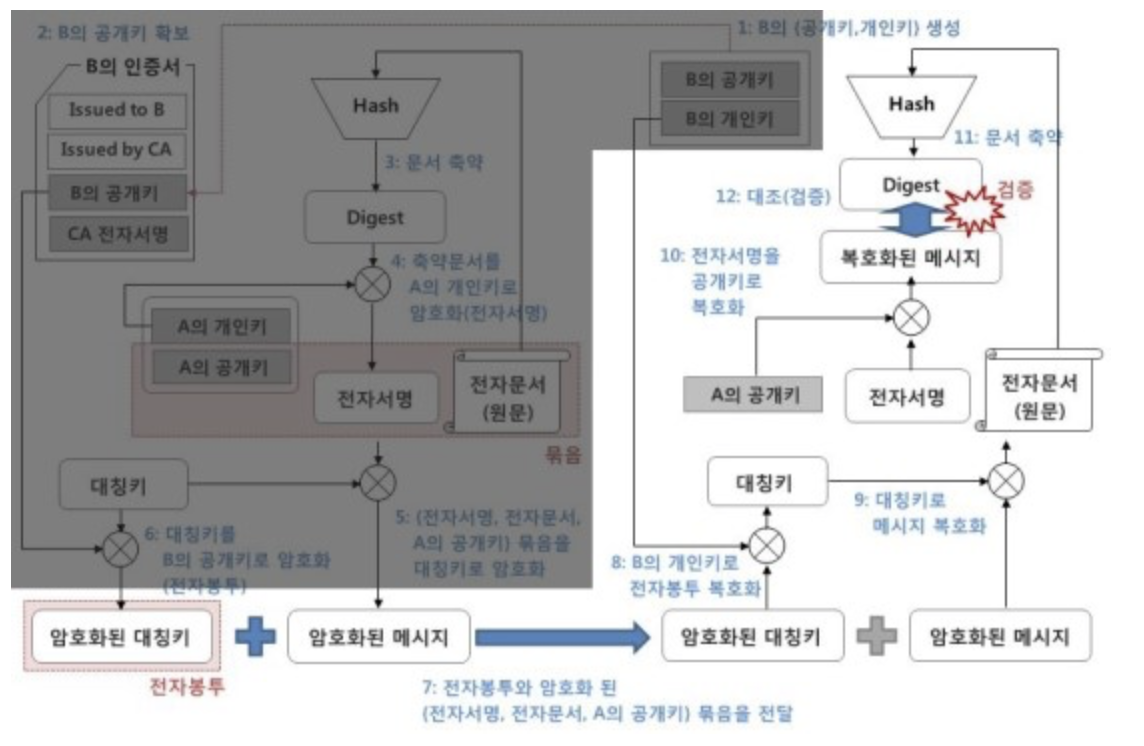 2: B의 공개키 확보
1: B의 (공개키,개인키) 생성
B의 인증서
Issued to B
Issued by CA
B의 공개키
CA 전자서명
Hash
3: 문서 축약
Digest
4: 축약문서를
A의 개인키로
암호화(전자서명)
A의 개인키
A의 공개키
전자서명
전자문서
(원문)
묶음
대칭키
5: (전자서명, 전자문서,
A의 공개키) 묶음을
대칭키로 암호화
6: 대칭키를
B의 공개키로 암호화
(전자봉투)
암호화된 대칭키
전자봉투
암호화된 메시지
7: 전자봉투와 암호화 된
(전자서명, 전자문서, A의 공개키) 묶음을 전달
B의 공개키
B의 개인키
Hash
11: 문서 축약
Digest
12: 대조(검증)
검증
복호화된 메시지
10: 전자서명을
공개키로
복호화
A의 공개키
전자서명
전자문서
(원문)
대칭키
9: 대칭키로
메시지 복호화
8: B의 개인키로
전자봉투 복호화
암호화된 대칭키
암호화된 메시지